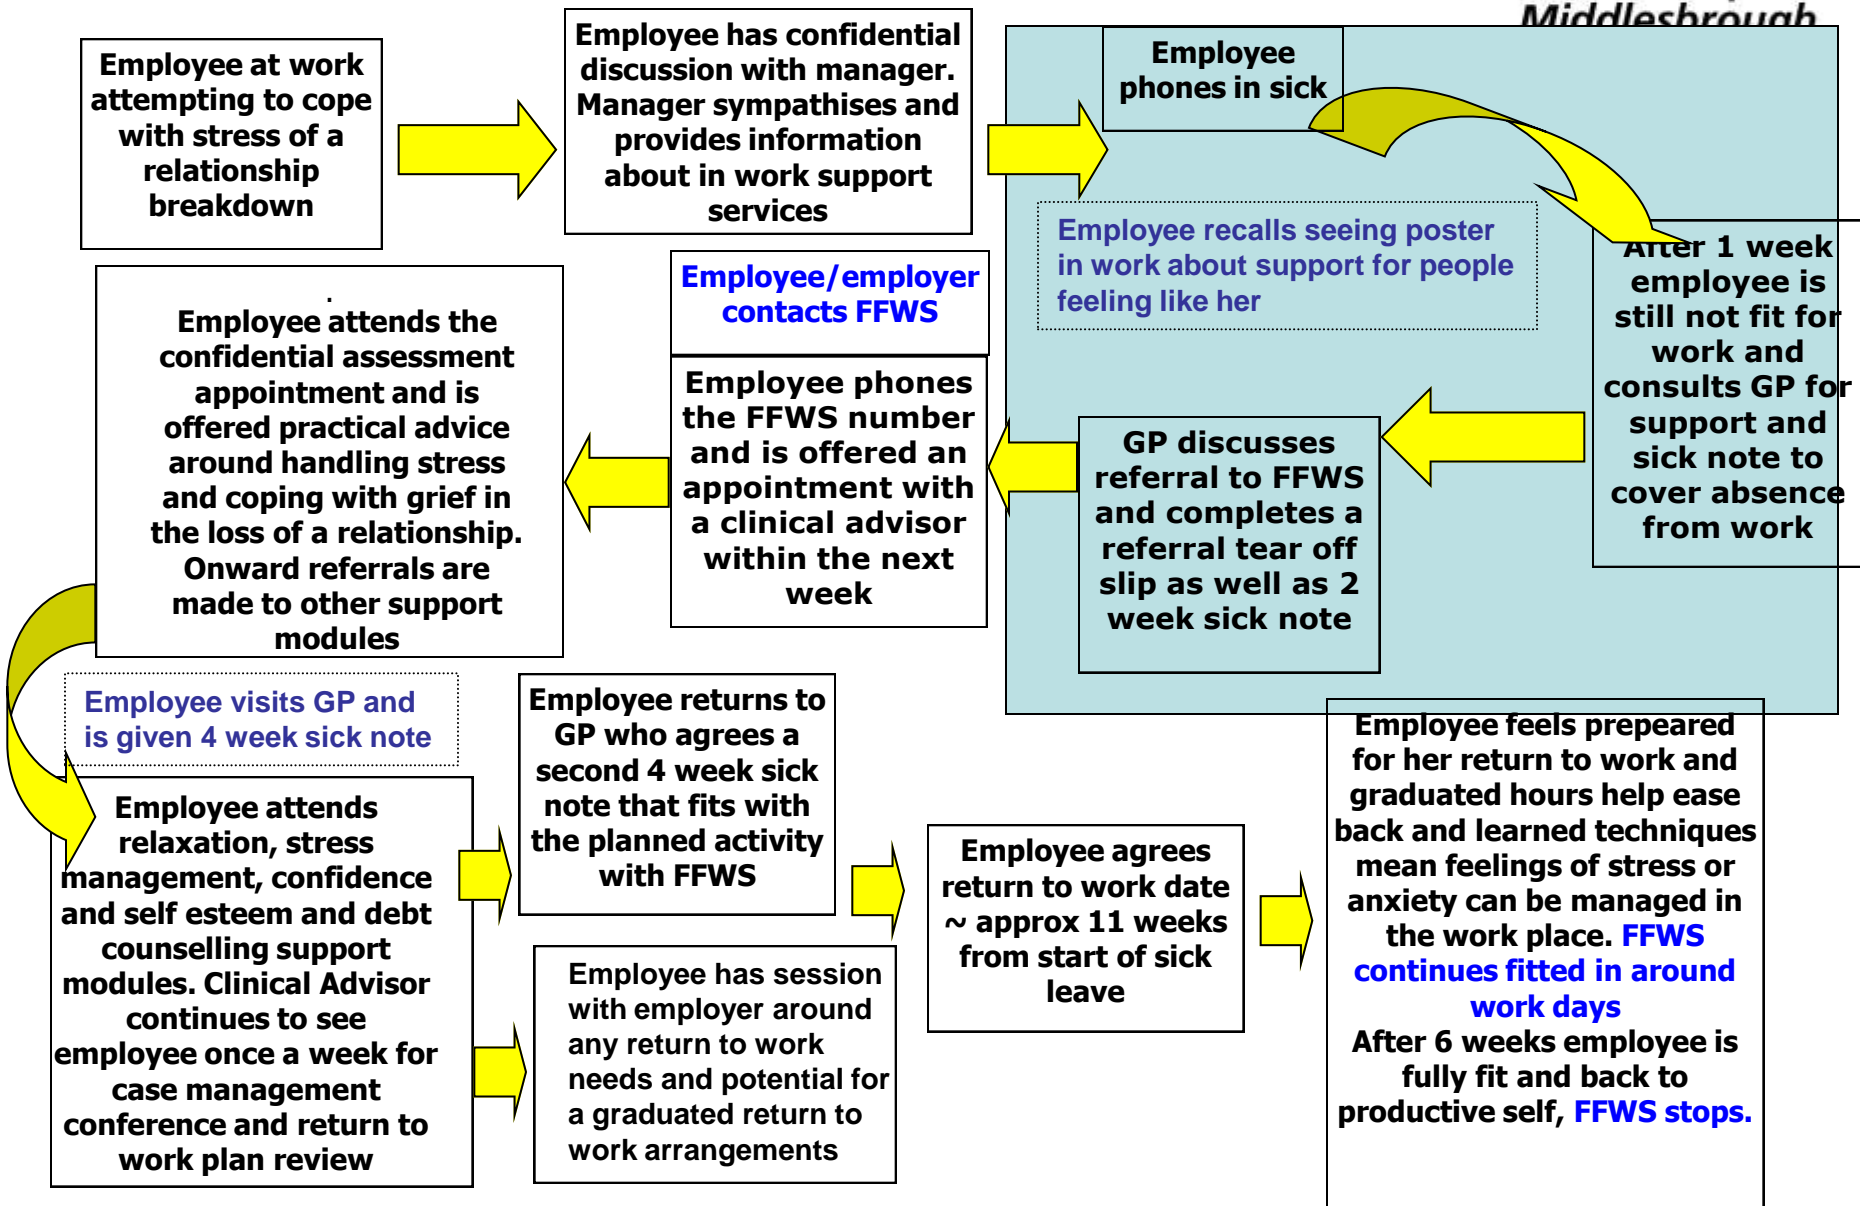 Middlesbrough
Employee at work
attempting to cope
with stress of a
relationship
breakdown
Employee has confidential
discussion with manager.
Manager sympathises and
provides information
about in work support
services
Employee
phones in sick
Employee recalls seeing poster
in work about support for people
feeling like her
After 1 week
employee is
still not fit for
work and
consults GP for
support and
sick note to
cover absence
from work
GP discusses
referral to FFWS
and completes a
referral tear off
slip as well as 2
week sick note
Employee/employer
contacts FFWS
Employee phones
the FFWS number
and is offered an
appointment with
a clinical advisor
within the next
week
.
Employee attends the
confidential assessment
appointment and is
offered practical advice
around handling stress
and coping with grief in
the loss of a relationship.
Onward referrals are
made to other support
modules
Employee visits GP and
is given 4 week sick note
Employee attends
relaxation, stress
management, confidence
and self esteem and debt
counselling support
modules. Clinical Advisor
continues to see
employee once a week for
case management
conference and return to
work plan review
Employee returns to
GP who agrees a
second 4 week sick
note that fits with
the planned activity
with FFWS
Employee has session
with employer around
any return to work
needs and potential for
a graduated return to
work arrangements
Employee agrees
return to work date
~ approx 11 weeks
from start of sick
leave
Employee feels prepeared
for her return to work and
graduated hours help ease
back and learned techniques
mean feelings of stress or
anxiety can be managed in
the work place. FFWS
continues fitted in around
work days
After 6 weeks employee is
fully fit and back to
productive self, FFWS stops.